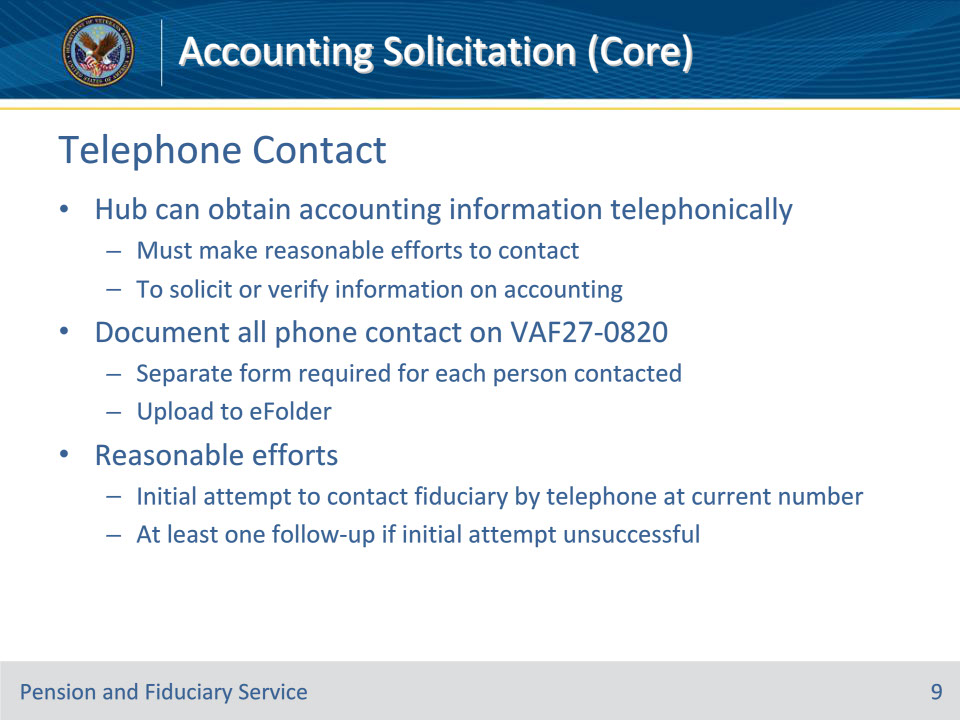 Accounting Solicitation (Core)
Telephone Contact
• Hub can obtain accounting information telephonically
– Must make reasonable efforts to contact
– To solicit or verify information on accounting
• Document all phone contact on VAF27-0820
– Separate form required for each person contacted
– Upload to eFolder
• Reasonable efforts
– Initial attempt to contact fiduciary by telephone at current number
– At least one follow-up if initial attempt unsuccessful
Pension and Fiduciary Service
9